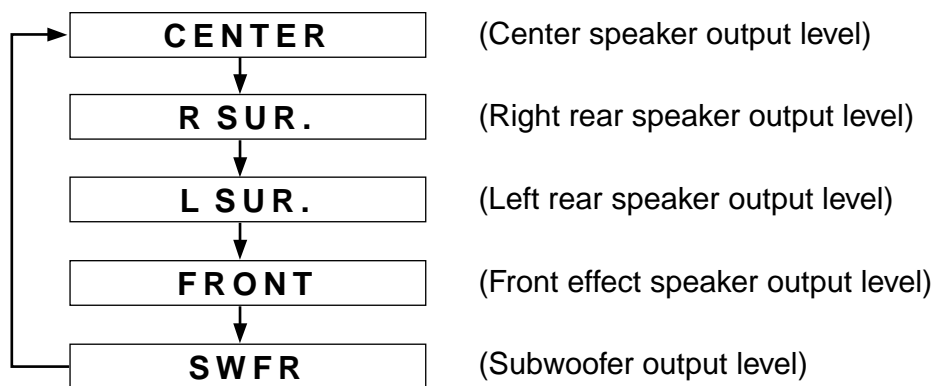 CENTER (Center speaker output level)
R SUR. (Right rear speaker output level)
L SUR. (Left rear speaker output level)
FRONT (Front effect speaker output level)
SWFR (Subwoofer output level)